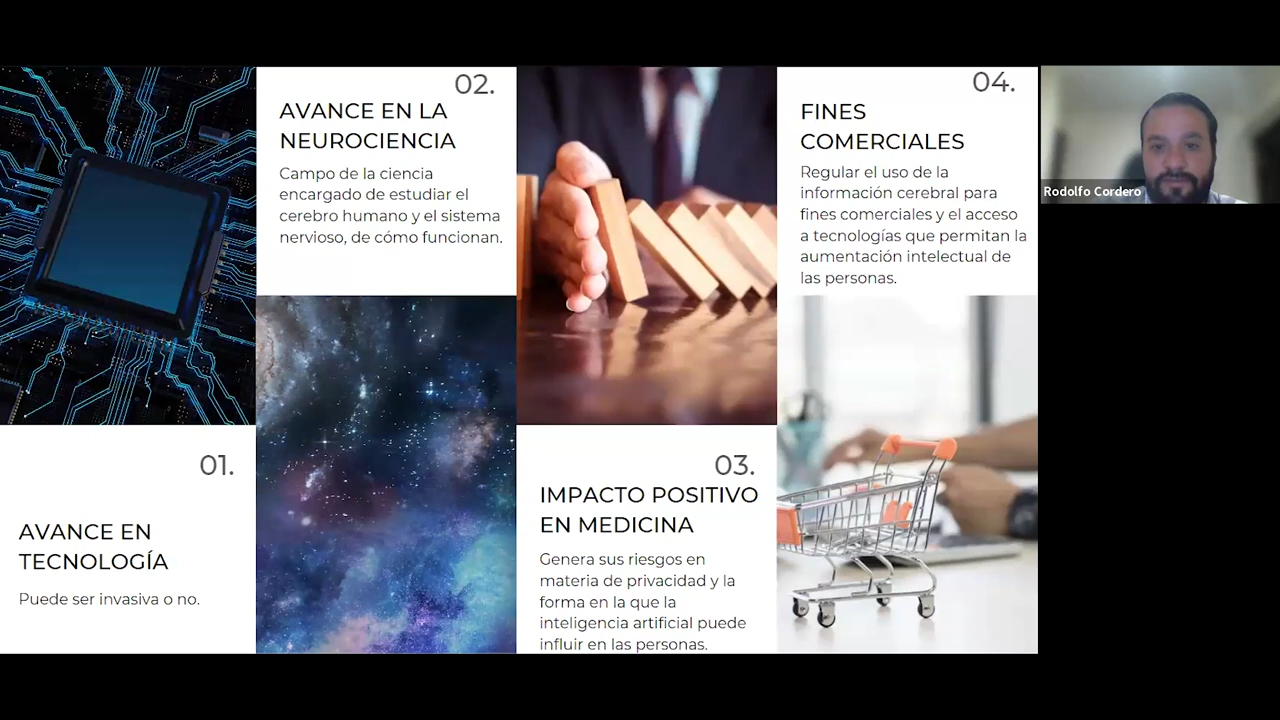 01.
AVANCE EN
TECNOLOGÍA
Puede ser invasiva o no.
02.
AVANCE EN LA
NEUROCIENCIA
Campo de la ciencia
encargado de estudiar el
cerebro humano y el sistema
nervioso, de cómo funcionan.
03.
IMPACTO POSITIVO
EN MEDICINA
Genera sus riesgos en
materia de privacidad y la
forma en la que la
inteligencia artificial puede
influir en las personas.
04.
FINES
COMERCIALES
Regular el uso de la
información cerebral para
fines comerciales y el acceso
a tecnologías que permitan la
aumentación intelectual de
las personas.
Rodolfo Cordero